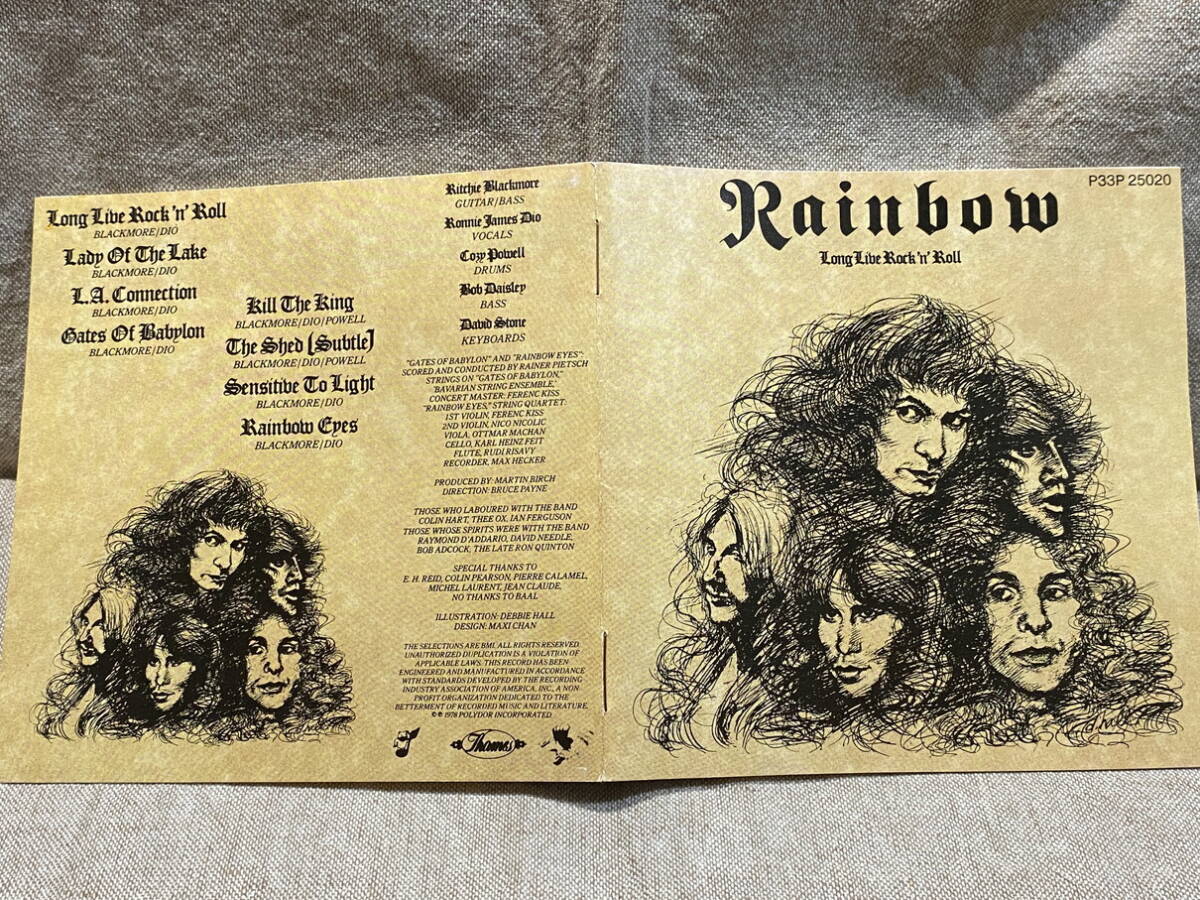 Long Live Rock 'n' Roll
BLACKMORE/DIO
Lady Of The Lake
BLACKMORE/DIO
L.A. Connection
BLACKMORE/DIO
Gates Of Babylon
BLACKMORE/DIO
Kill The King
BLACKMORE/DIO/POWELL
The Shed [Subtle]
BLACKMORE/DIO/POWELL
Sensitive To Light
BLACKMORE/DIO
Rainbow Eyes
BLACKMORE/DIO
Ritchie Blackmore
GUITAR/BASS
Ronnie James Dio
VOCALS
Cozy Powell
DRUMS
Bob Daisley
BASS
David Stone
KEYBOARDS
"GATES OF BABYLON" AND "RAINBOW EYES":
SCORED AND CONDUCTED BY RAINER PIETSCH
STRINGS ON "GATES OF BABYLON,"
BAVARIAN STRING ENSEMBLE,
CONCERT MASTER: FERENC KISS
"RAINBOW EYES," STRING QUARTET:
1ST VIOLIN, FERENC KISS
2ND VIOLIN, NICO NICOLIC
VIOLA, OTTMAR MACHAN
CELLO, KARL HEINZ FEIT
FLUTE, RUDI RISAVY
RECORDER, MAX HECKER
PRODUCED BY: MARTIN BIRCH
DIRECTION: BRUCE PAYNE
THOSE WHO LABOURED WITH THE BAND
COLIN HART, THEE OX, IAN FERGUSON
THOSE WHOSE SPIRITS WERE WITH THE BAND
RAYMOND D'ADDARIO, DAVID NEEDLE,
BOB ADCOCK, THE LATE RON QUINTON
SPECIAL THANKS TO
E. H. REID, COLIN PEARSON, PIERRE CALAMEL,
MICHEL LAURENT, JEAN CLAUDE,
NO THANKS TO BAAL
ILLUSTRATION: DEBBIE HALL
DESIGN: MAXI CHAN
THE SELECTIONS ARE BMI. ALL RIGHTS RESERVED.
UNAUTHORIZED DUPLICATION IS A VIOLATION OF
APPLICABLE LAWS. THIS RECORD HAS BEEN
ENGINEERED AND MANUFACTURED IN ACCORDANCE
WITH STANDARDS DEVELOPED BY THE RECORDING
INDUSTRY ASSOCIATION OF AMERICA, INC., A NON
PROFIT ORGANIZATION DEDICATED TO THE
BETTERMENT OF RECORDED MUSIC AND LITERATURE.
© ℗ 1978 POLYDOR INCORPORATED
Thames
P33P 25020
Rainbow
Long Live Rock 'n' Roll